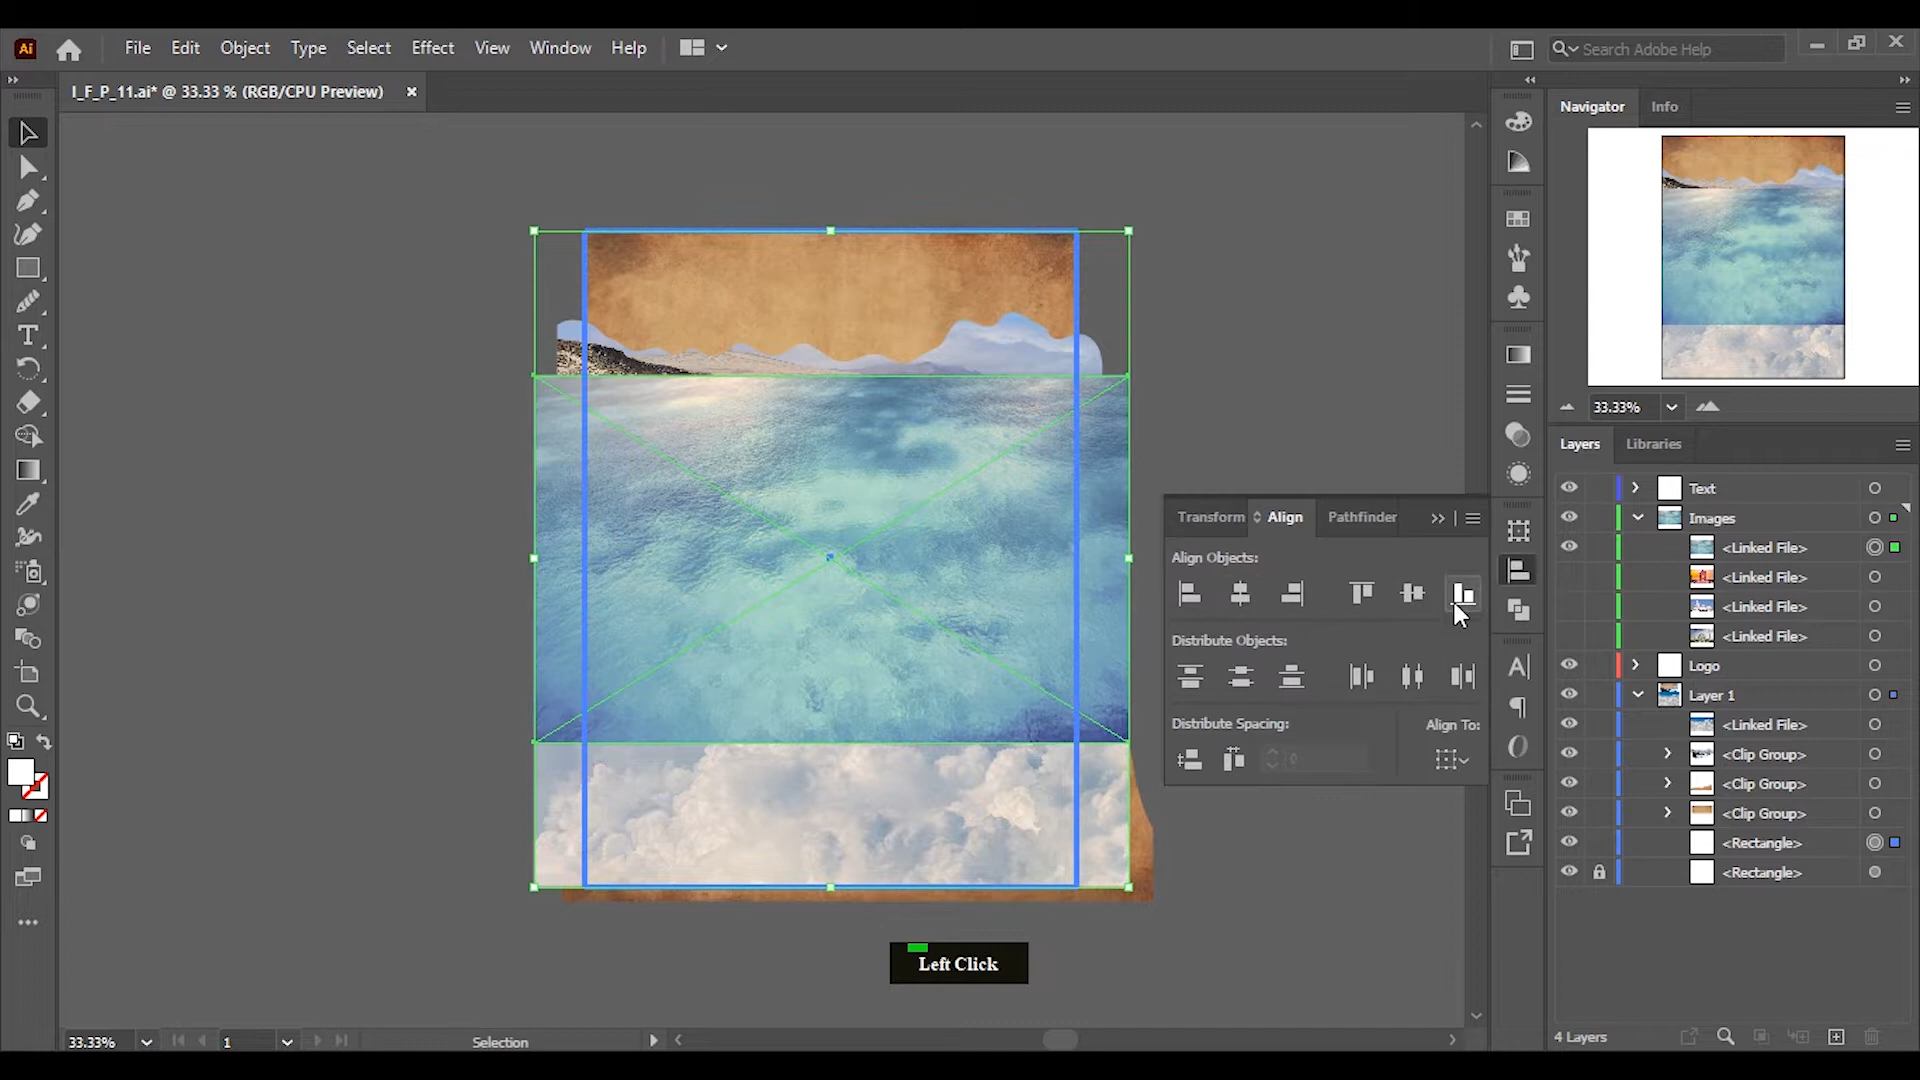 Ai
File Edit Object Type Select Effect View Window Help
Search Adobe Help
I_F_P_11.ai* @ 33.33 % (RGB/CPU Preview)
Navigator Info
33.33%
Layers Libraries
Text
Images
<Linked File>
<Linked File>
<Linked File>
<Linked File>
Logo
Layer 1
<Linked File>
<Clip Group>
<Clip Group>
<Clip Group>
<Rectangle>
<Rectangle>
Transform Align Pathfinder
Align Objects:
Distribute Objects:
Distribute Spacing: Align To:
0
Left Click
33.33% 1 Selection
4 Layers